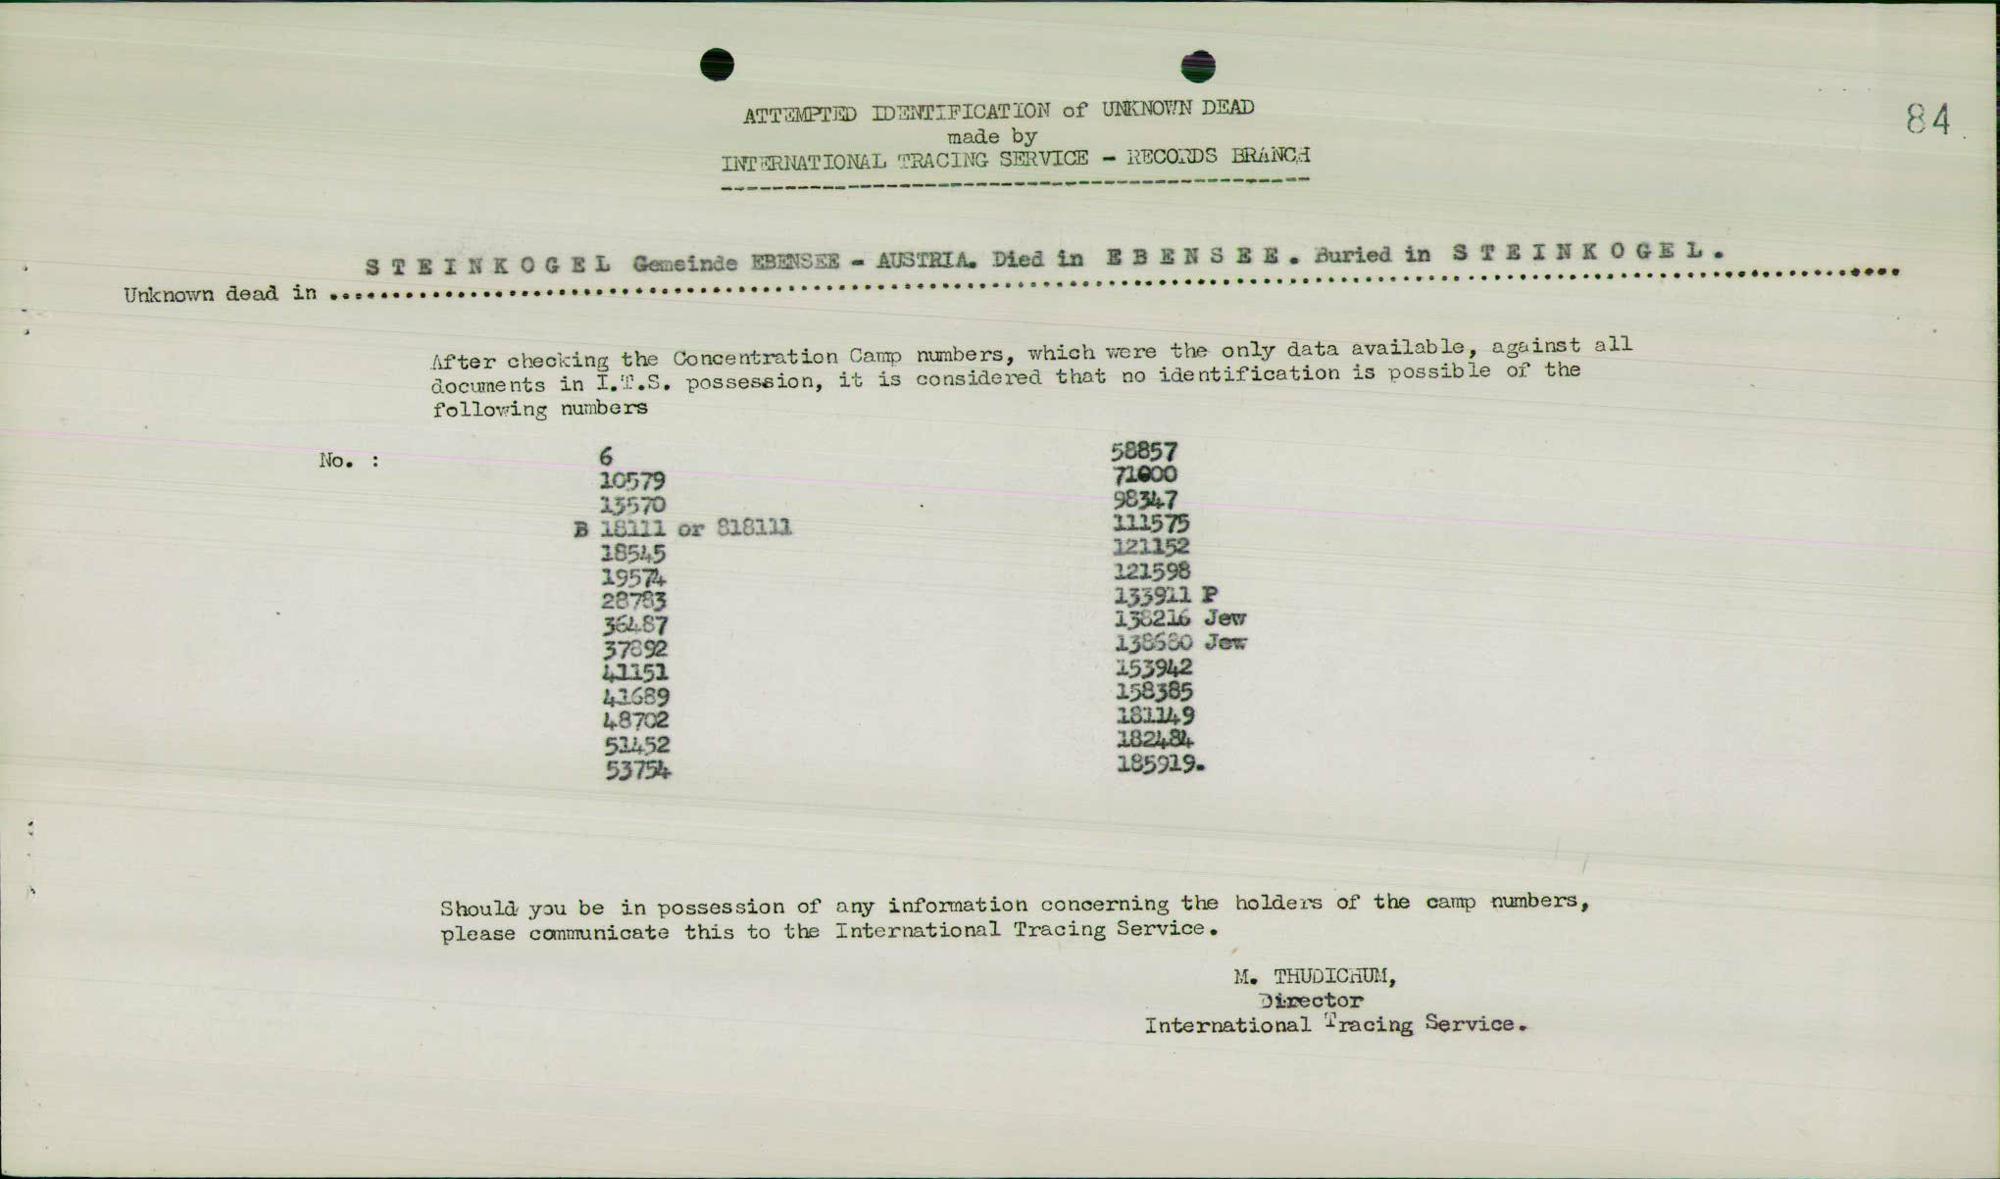 84
ATTEMPTED IDENTIFICATION of UNKNOWN DEAD
made by
INTERNATIONAL TRACING SERVICE - RECORDS BRANCH
S T E I N K O G E L Gemeinde EBENSEE - AUSTRIA. Died in E B E N S E E. Buried in S T E I N K O G E L.
Unknown dead in
After checking the Concentration Camp numbers, which were the only data available, against all
documents in I.T.S. possession, it is considered that no identification is possible of the
following numbers
No. :
6
10579
13570
B 18111 or 818111
18545
19574
28783
36487
37892
41151
41689
48702
51452
53754
58857
71000
98347
111575
121152
121598
133911 P
138216 Jew
138680 Jew
153942
158385
181149
182484
185919.
Should you be in possession of any information concerning the holders of the camp numbers,
please communicate this to the International Tracing Service.
M. THUDICHUM,
Director
International Tracing Service.